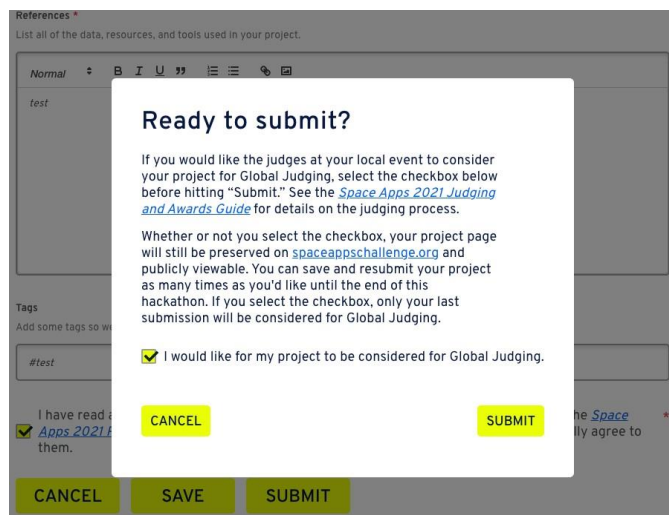 References *
List all of the data, resources, and tools used in your project.
Normal B I U
test
Ready to submit?
If you would like the judges at your local event to consider
your project for Global Judging, select the checkbox below
before hitting “Submit.” See the Space Apps 2021 Judging
and Awards Guide for details on the judging process.
Whether or not you select the checkbox, your project page
will still be preserved on spaceappschallenge.org and
publicly viewable. You can save and resubmit your project
as many times as you'd like until the end of this
hackathon. If you select the checkbox, only your last
submission will be considered for Global Judging.
I would like for my project to be considered for Global Judging.
CANCEL SUBMIT
Tags
Add some tags so
#test
I have read
he Space *
Apps 2021
lly agree to
them.
CANCEL SAVE SUBMIT